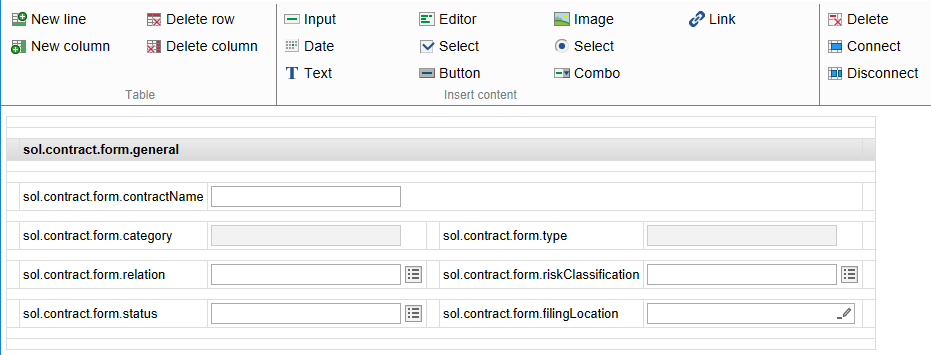 New line Delete row Input Editor Image Link Delete
New column Delete column Date Select Select Connect
Text Button Combo Disconnect
Table Insert content
sol.contract.form.general
sol.contract.form.contractName
sol.contract.form.category sol.contract.form.type
sol.contract.form.relation sol.contract.form.riskClassification
sol.contract.form.status sol.contract.form.filingLocation